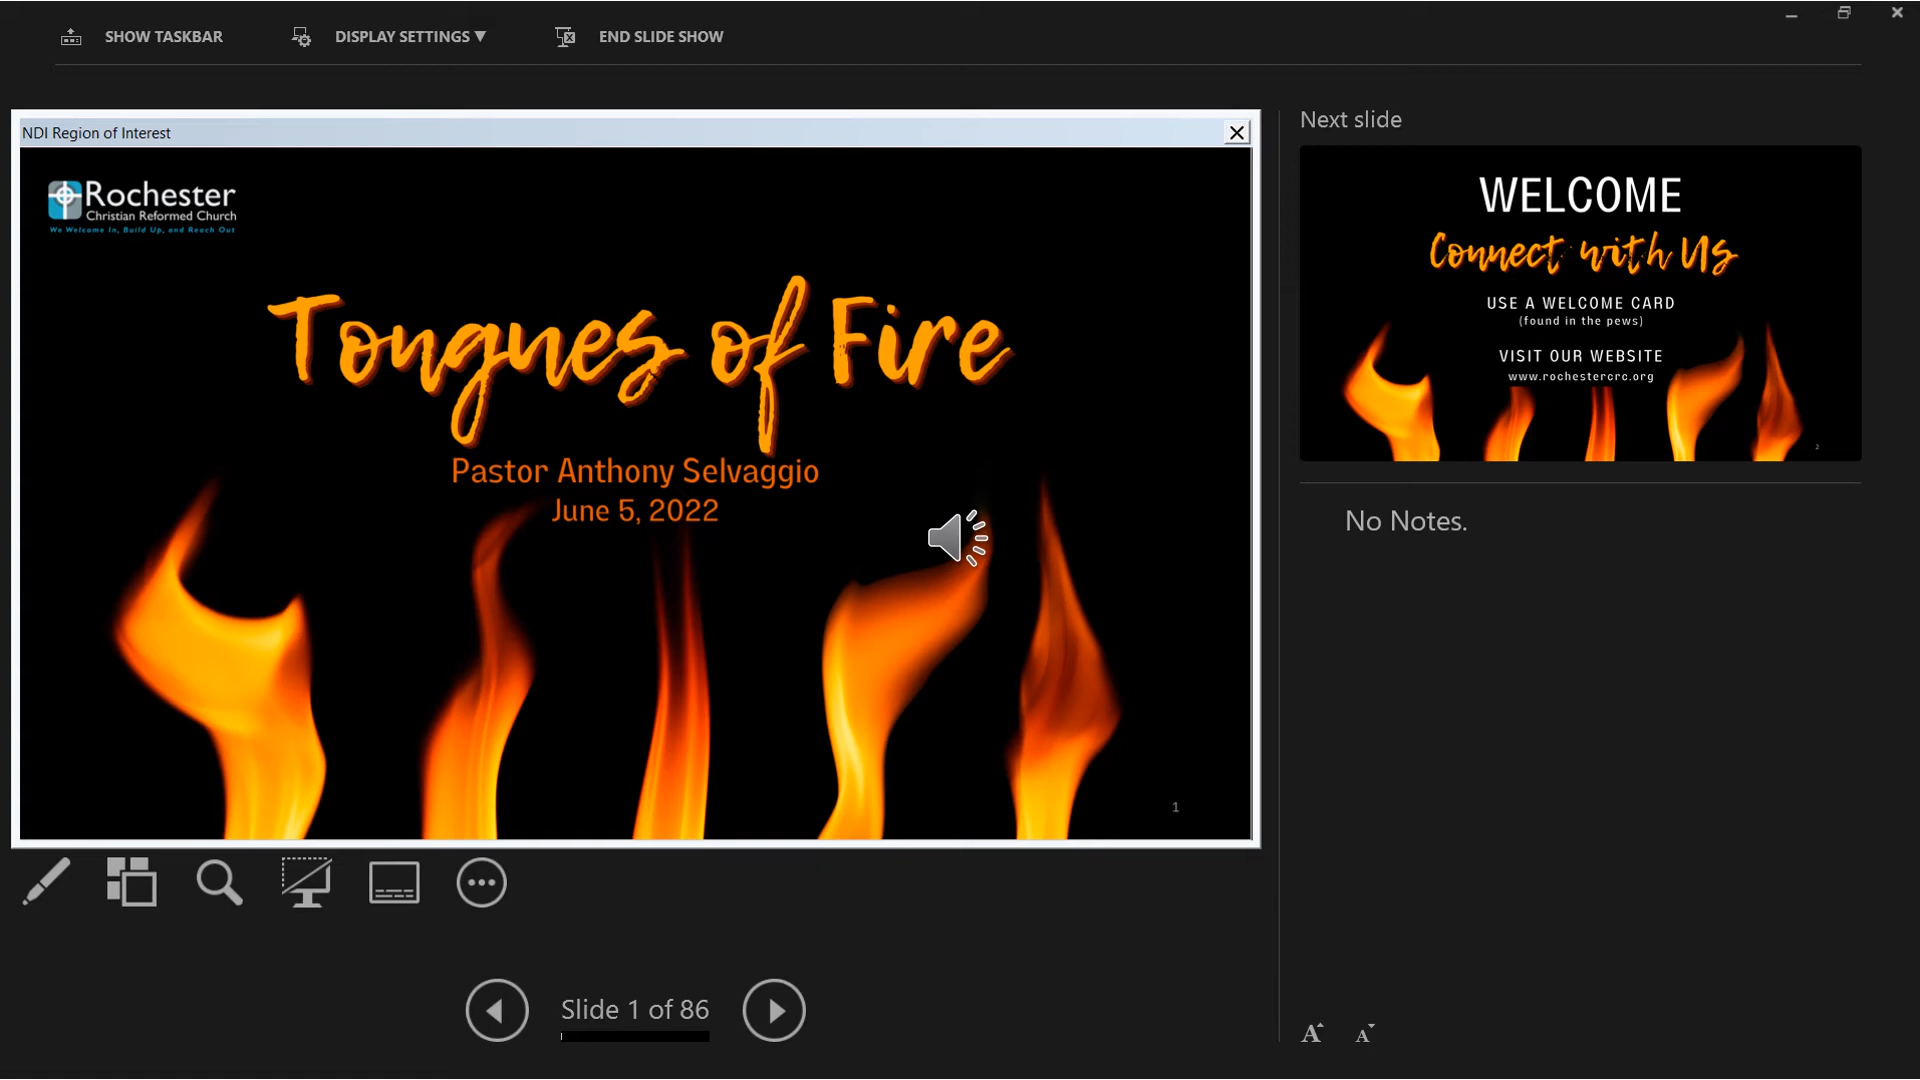 SHOW TASKBAR
DISPLAY SETTINGS ▼
END SLIDE SHOW
NDI Region of Interest
Rochester
Christian Reformed Church
We Welcome In, Build Up, and Reach Out
Tongues of Fire
Pastor Anthony Selvaggio
June 5, 2022
1
Next slide
WELCOME
Connect with Us
USE A WELCOME CARD
(found in the pews)
VISIT OUR WEBSITE
www.rochestercrc.org
2
No Notes.
Slide 1 of 86
A A